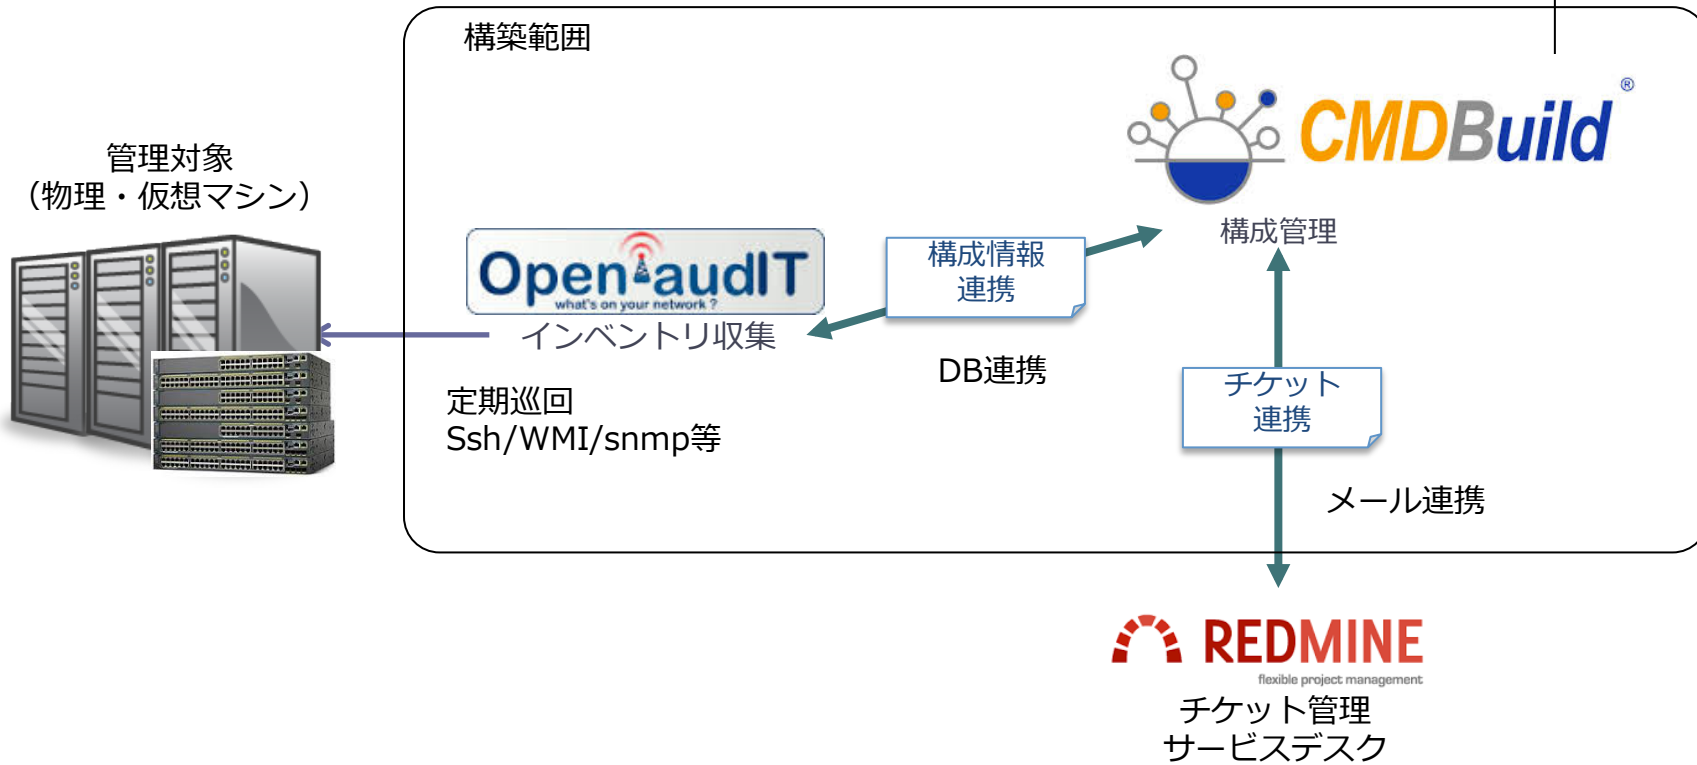 構築範囲
CMDBuild®
構成管理
管理対象
（物理・仮想マシン）
Open-audIT
what's on your network ?
インベントリ収集
構成情報
連携
DB連携
定期巡回
Ssh/WMI/snmp等
チケット
連携
メール連携
REDMINE
flexible project management
チケット管理
サービスデスク